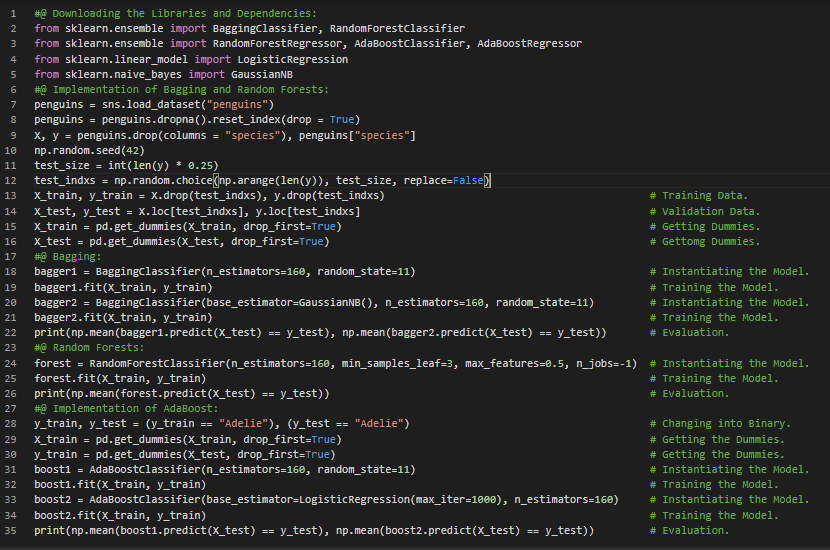 1 #@ Downloading the Libraries and Dependencies:
2 from sklearn.ensemble import BaggingClassifier, RandomForestClassifier
3 from sklearn.ensemble import RandomForestRegressor, AdaBoostClassifier, AdaBoostRegressor
4 from sklearn.linear_model import LogisticRegression
5 from sklearn.naive_bayes import GaussianNB
6 #@ Implementation of Bagging and Random Forests:
7 penguins = sns.load_dataset("penguins")
8 penguins = penguins.dropna().reset_index(drop = True)
9 X, y = penguins.drop(columns = "species"), penguins["species"]
10 np.random.seed(42)
11 test_size = int(len(y) * 0.25)
12 test_indxs = np.random.choice(np.arange(len(y)), test_size, replace=False)
13 X_train, y_train = X.drop(test_indxs), y.drop(test_indxs) # Training Data.
14 X_test, y_test = X.loc[test_indxs], y.loc[test_indxs] # Validation Data.
15 X_train = pd.get_dummies(X_train, drop_first=True) # Getting Dummies.
16 X_test = pd.get_dummies(X_test, drop_first=True) # Gettomg Dummies.
17 #@ Bagging:
18 bagger1 = BaggingClassifier(n_estimators=160, random_state=11) # Instantiating the Model.
19 bagger1.fit(X_train, y_train) # Training the Model.
20 bagger2 = BaggingClassifier(base_estimator=GaussianNB(), n_estimators=160, random_state=11) # Instantiating the Model.
21 bagger2.fit(X_train, y_train) # Training the Model.
22 print(np.mean(bagger1.predict(X_test) == y_test), np.mean(bagger2.predict(X_test) == y_test)) # Evaluation.
23 #@ Random Forests:
24 forest = RandomForestClassifier(n_estimators=160, min_samples_leaf=3, max_features=0.5, n_jobs=-1) # Instantiating the Model.
25 forest.fit(X_train, y_train) # Training the Model.
26 print(np.mean(forest.predict(X_test) == y_test)) # Evaluation.
27 #@ Implementation of AdaBoost:
28 y_train, y_test = (y_train == "Adelie"), (y_test == "Adelie") # Changing into Binary.
29 X_train = pd.get_dummies(X_train, drop_first=True) # Getting the Dummies.
30 y_train = pd.get_dummies(X_test, drop_first=True) # Getting the Dummies.
31 boost1 = AdaBoostClassifier(n_estimators=160, random_state=11) # Instantiating the Model.
32 boost1.fit(X_train, y_train) # Training the Model.
33 boost2 = AdaBoostClassifier(base_estimator=LogisticRegression(max_iter=1000), n_estimators=160) # Instantiating the Model.
34 boost2.fit(X_train, y_train) # Training the Model.
35 print(np.mean(boost1.predict(X_test) == y_test), np.mean(boost2.predict(X_test) == y_test)) # Evaluation.